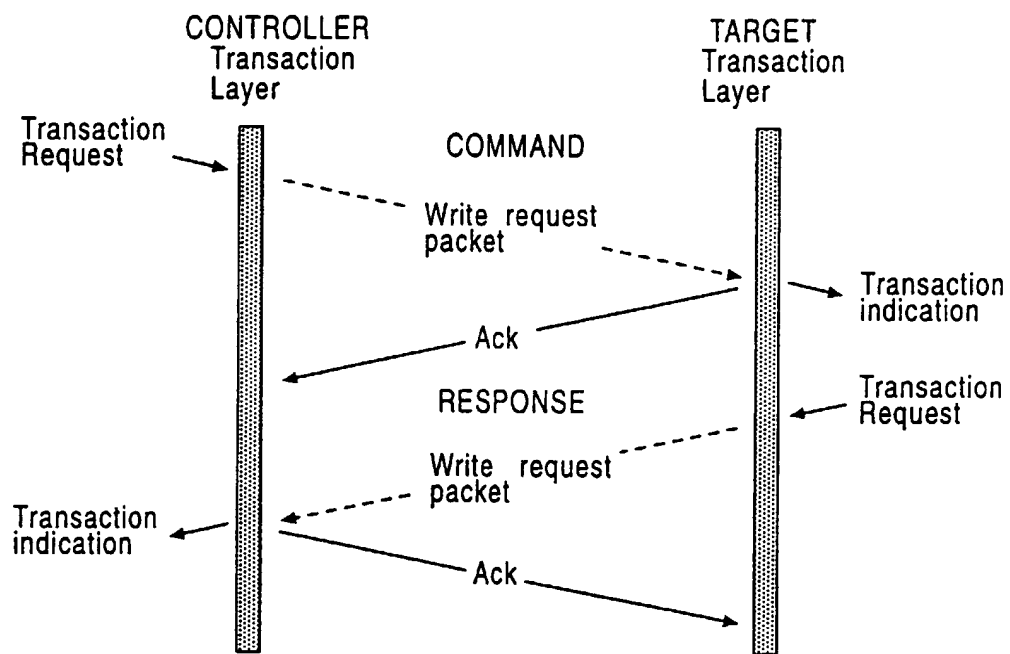 CONTROLLER
Transaction
Layer
TARGET
Transaction
Layer
Transaction
Request
COMMAND
Write request
packet
Transaction
indication
Ack
RESPONSE
Transaction
Request
Write request
packet
Transaction
indication
Ack